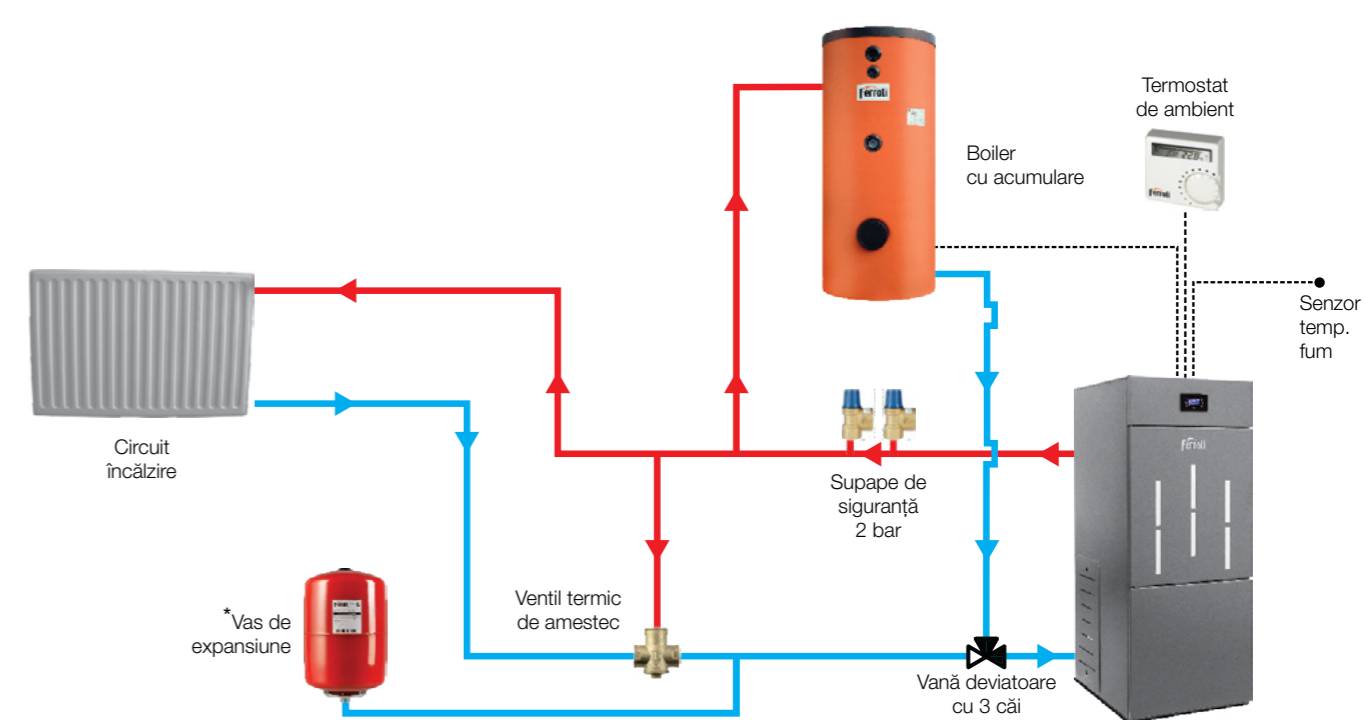 Termostat
de ambient
Ferroli
Boiler
cu acumulare
Ferroli
Senzor
temp.
fum
Circuit
încălzire
Supape de
siguranță
2 bar
Ferroli
Ventil termic
de amestec
*Vas de
expansiune
Vană deviatoare
cu 3 căi